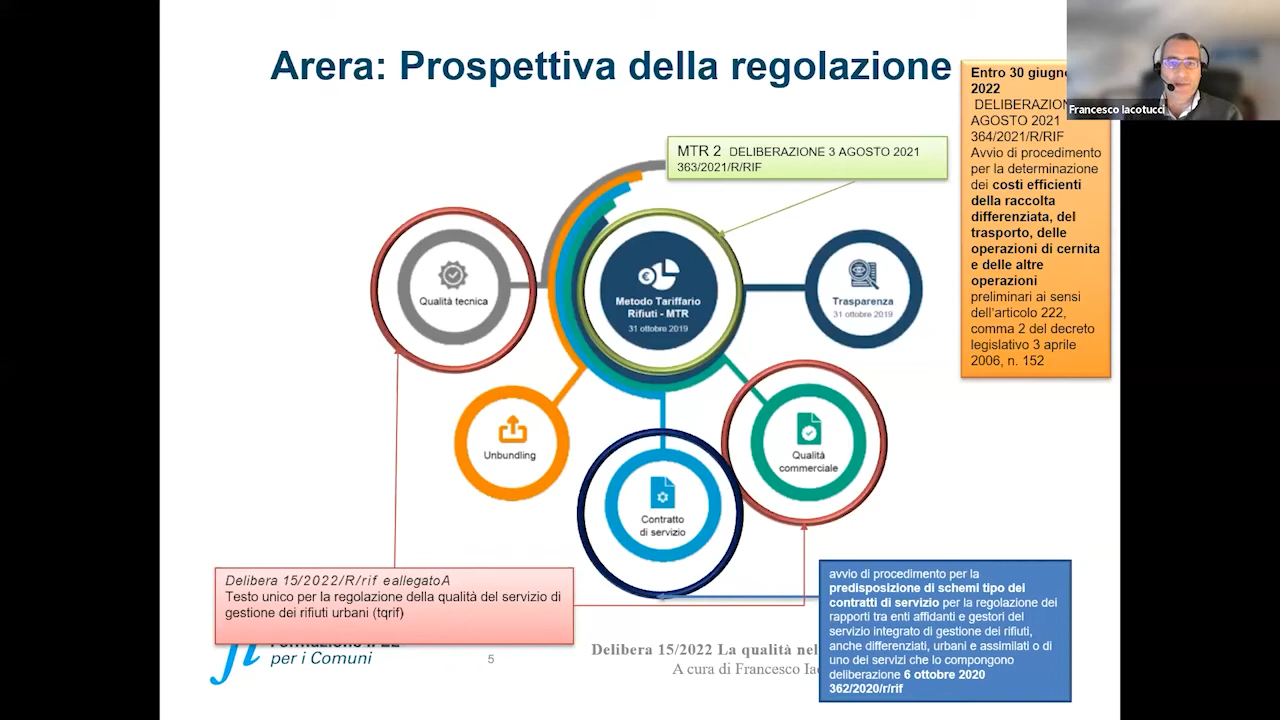 Arera: Prospettiva della regolazione
Entro 30 giugno
2022
AGOSTO 2021
364/2021/R/RIF
Avvio di procedimento
per la determinazione
dei costi efficienti
della raccolta
differenziata, del
trasporto, delle
operazioni di cernita
e delle altre
operazioni
preliminari ai sensi
dell'articolo 222,
comma 2 del decreto
legislativo 3 aprile
2006, n. 152
Francesco Iacotucci
MTR 2 DELIBERAZIONE 3 AGOSTO 2021
363/2021/R/RIF
Qualità tecnica
Metodo Tariffario
Rifiuti - MTR
31 ottobre 2019
Trasparenza
31 ottobre 2019
Unbundling
Contratto
di servizio
Qualità
commerciale
Delibera 15/2022/R/rif eallegatoA
Testo unico per la regolazione della qualità del servizio di
gestione dei rifiuti urbani (tqrif)
avvio di procedimento per la
predisposizione di schemi tipo dei
contratti di servizio per la regolazione dei
rapporti tra enti affidanti e gestori del
servizio integrato di gestione dei rifiuti,
anche differenziati, urbani e assimilati o di
uno dei servizi che lo compongono
deliberazione 6 ottobre 2020
362/2020/r/rif
per i Comuni
5
Delibera 15/2022 La qualità nel
A cura di Francesco